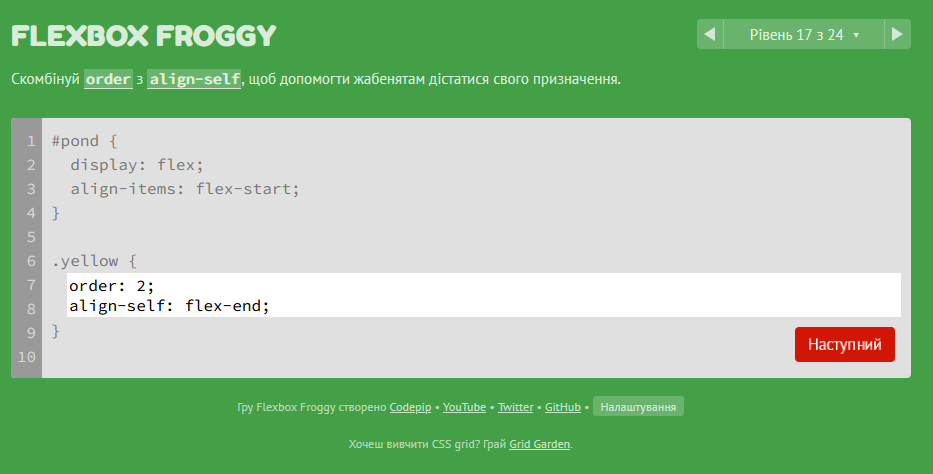 FLEXBOX FROGGY
Рівень 17 з 24
Скомбінуй order з align-self, щоб допомогти жабенятам дістатися свого призначення.
1 #pond {
2 display: flex;
3 align-items: flex-start;
4 }
5
6 .yellow {
7 order: 2;
8 align-self: flex-end;
9 }
10
Наступний
Гру Flexbox Froggy створено Codepip • YouTube • Twitter • GitHub • Налаштування
Хочеш вивчити CSS grid? Грай Grid Garden.